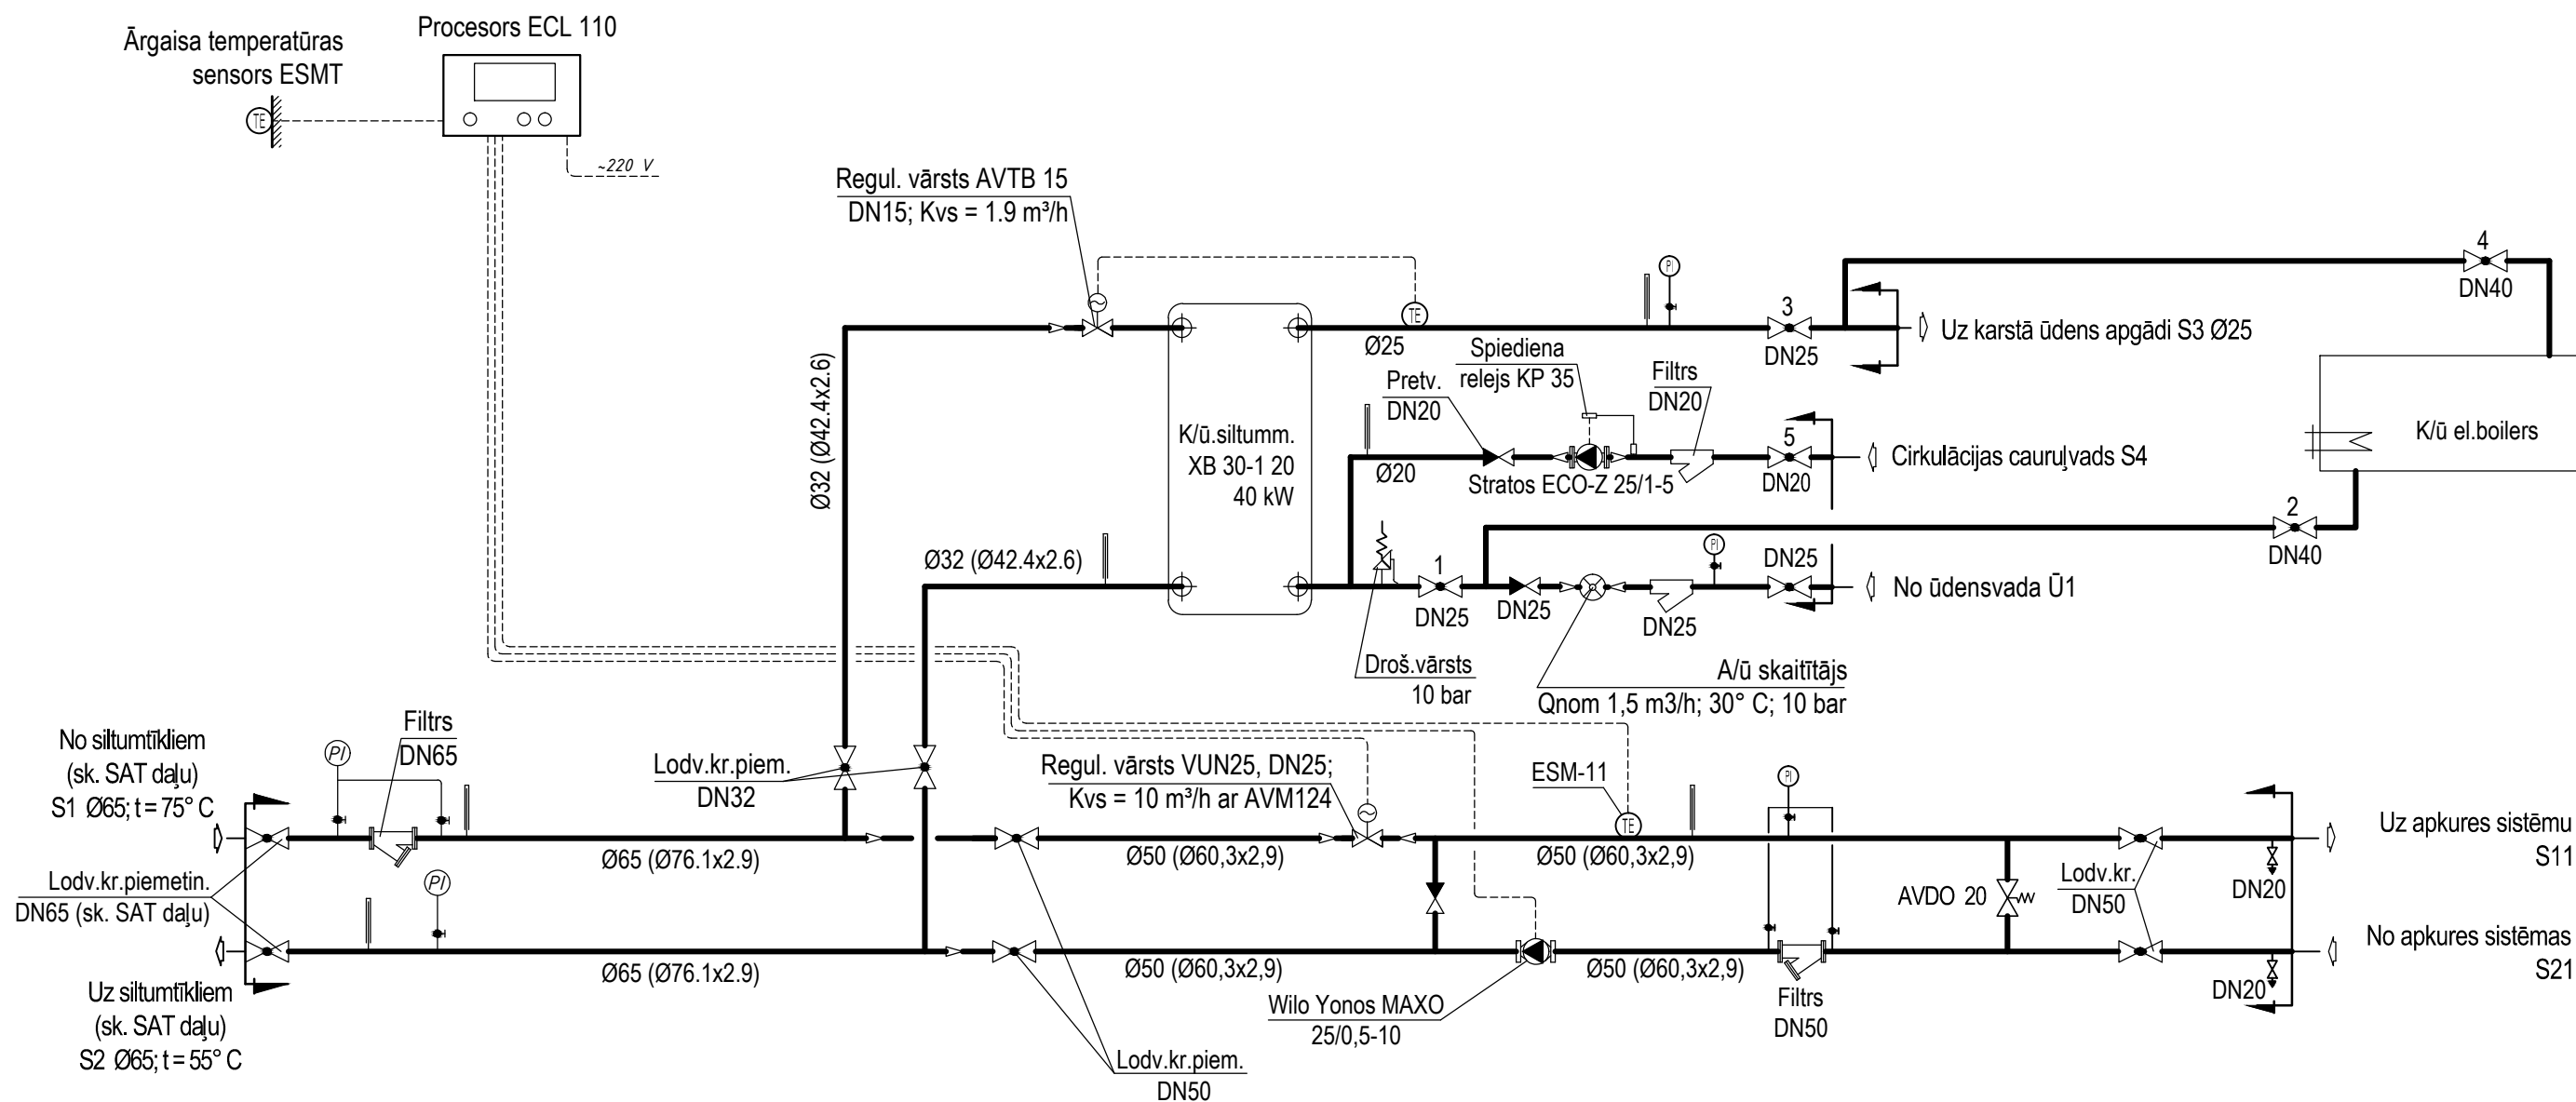 Procesors ECL 110
Ārgaisa temperatūras
sensors ESMT
TE
~220 V
Regul. vārsts AVTB 15
DN15; Kvs = 1.9 m³/h
4
DN40
PI
3
TE
DN25
Uz karstā ūdens apgādi S3 Ø25
Ø25
Spiediena
relejs KP 35
Pretv.
DN20
Filtrs
DN20
Ø32 (Ø42.4x2.6)
K/ū.siltumm.
XB 30-1 20
40 kW
5
K/ū el.boilers
Cirkulācijas cauruļvads S4
Ø20
Stratos ECO-Z 25/1-5
DN20
2
DN40
Ø32 (Ø42.4x2.6)
1
PI
DN25
No ūdensvada Ū1
DN25
DN25
DN25
Droš.vārsts
10 bar
A/ū skaitītājs
Qnom 1,5 m3/h; 30° C; 10 bar
No siltumtīkliem
(sk. SAT daļu)
S1 Ø65; t = 75° C
PI
Filtrs
DN65
Lodv.kr.piem.
DN32
Regul. vārsts VUN25, DN25;
Kvs = 10 m³/h ar AVM124
ESM-11
TE
PI
Uz apkures sistēmu
S11
Ø65 (Ø76.1x2.9)
Ø50 (Ø60,3x2,9)
Ø50 (Ø60,3x2,9)
Lodv.kr.piemetin.
DN65 (sk. SAT daļu)
PI
AVDO 20
Lodv.kr.
DN50
DN20
No apkures sistēmas
S21
Ø65 (Ø76.1x2.9)
Ø50 (Ø60,3x2,9)
Ø50 (Ø60,3x2,9)
DN20
Uz siltumtīkliem
(sk. SAT daļu)
S2 Ø65; t = 55° C
Wilo Yonos MAXO
25/0,5-10
Filtrs
DN50
Lodv.kr.piem.
DN50